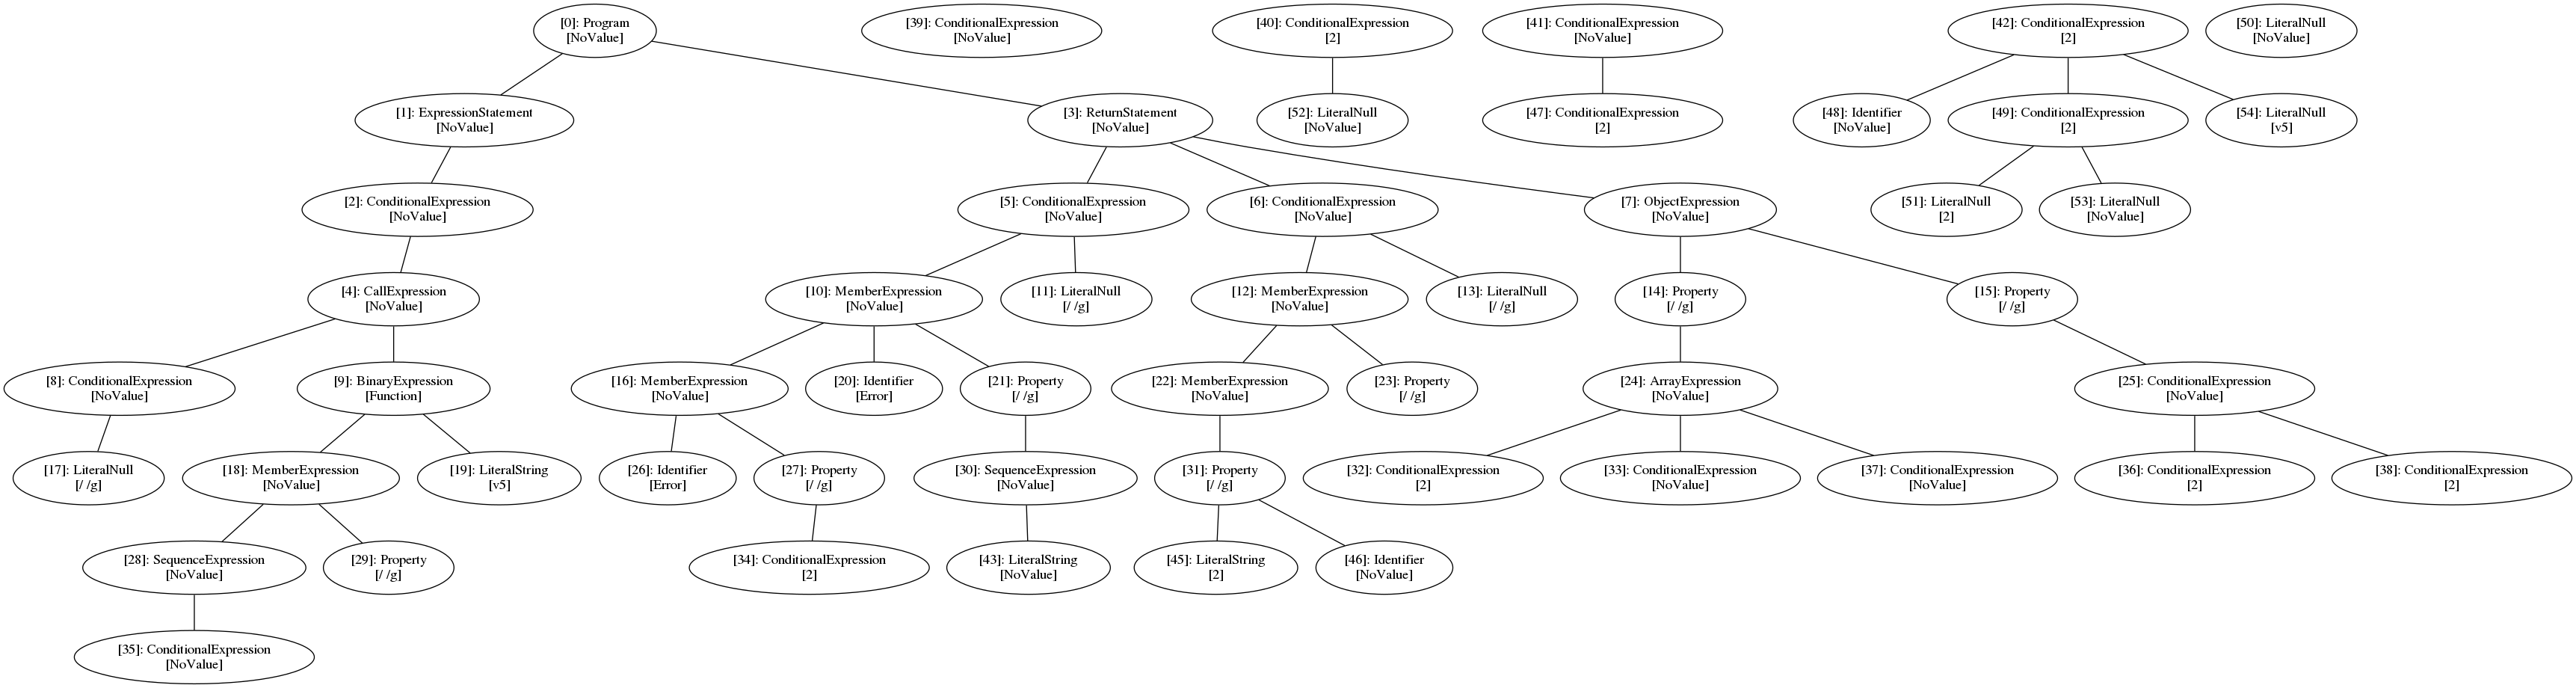 [0]: Program
[NoValue]
[39]: ConditionalExpression
[NoValue]
[40]: ConditionalExpression
[2]
[41]: ConditionalExpression
[NoValue]
[42]: ConditionalExpression
[2]
[50]: LiteralNull
[NoValue]
[1]: ExpressionStatement
[NoValue]
[3]: ReturnStatement
[NoValue]
[52]: LiteralNull
[NoValue]
[47]: ConditionalExpression
[2]
[48]: Identifier
[NoValue]
[49]: ConditionalExpression
[2]
[54]: LiteralNull
[v5]
[2]: ConditionalExpression
[NoValue]
[5]: ConditionalExpression
[NoValue]
[6]: ConditionalExpression
[NoValue]
[7]: ObjectExpression
[NoValue]
[51]: LiteralNull
[2]
[53]: LiteralNull
[NoValue]
[4]: CallExpression
[NoValue]
[10]: MemberExpression
[NoValue]
[11]: LiteralNull
[/ /g]
[12]: MemberExpression
[NoValue]
[13]: LiteralNull
[/ /g]
[14]: Property
[/ /g]
[15]: Property
[/ /g]
[8]: ConditionalExpression
[NoValue]
[9]: BinaryExpression
[Function]
[16]: MemberExpression
[NoValue]
[20]: Identifier
[Error]
[21]: Property
[/ /g]
[22]: MemberExpression
[NoValue]
[23]: Property
[/ /g]
[24]: ArrayExpression
[NoValue]
[25]: ConditionalExpression
[NoValue]
[17]: LiteralNull
[/ /g]
[18]: MemberExpression
[NoValue]
[19]: LiteralString
[v5]
[26]: Identifier
[Error]
[27]: Property
[/ /g]
[30]: SequenceExpression
[NoValue]
[31]: Property
[/ /g]
[32]: ConditionalExpression
[2]
[33]: ConditionalExpression
[NoValue]
[37]: ConditionalExpression
[NoValue]
[36]: ConditionalExpression
[2]
[38]: ConditionalExpression
[2]
[28]: SequenceExpression
[NoValue]
[29]: Property
[/ /g]
[34]: ConditionalExpression
[2]
[43]: LiteralString
[NoValue]
[45]: LiteralString
[2]
[46]: Identifier
[NoValue]
[35]: ConditionalExpression
[NoValue]